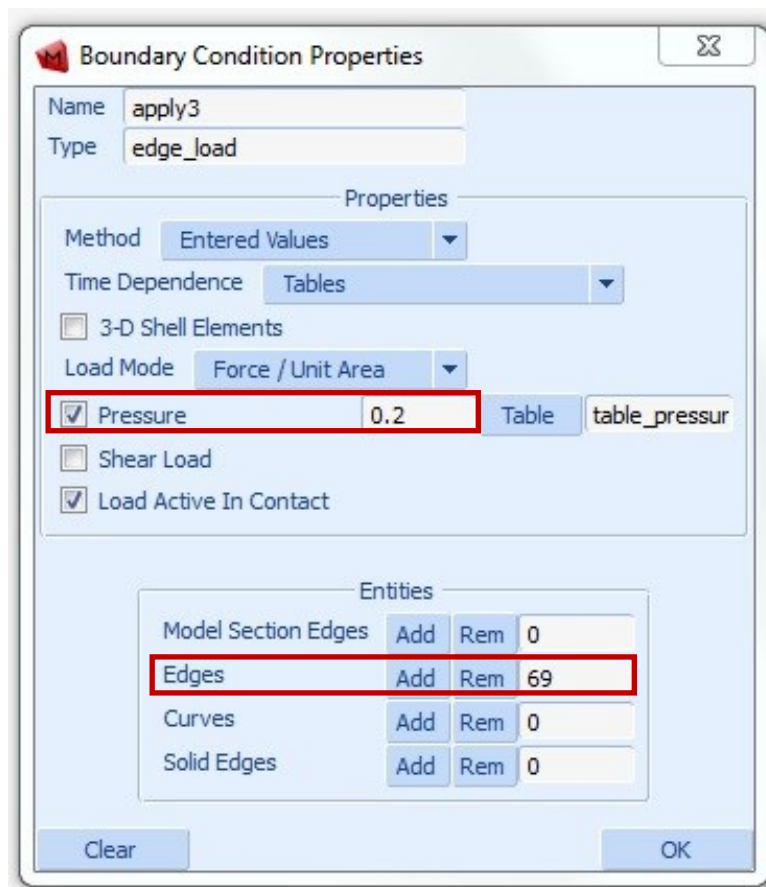 Boundary Condition Properties
Name apply3
Type edge_load
Properties
Method Entered Values
Time Dependence Tables
3-D Shell Elements
Load Mode Force / Unit Area
Pressure 0.2 Table table_pressur
Shear Load
Load Active In Contact
Entities
Model Section Edges Add Rem 0
Edges Add Rem 69
Curves Add Rem 0
Solid Edges Add Rem 0
Clear OK